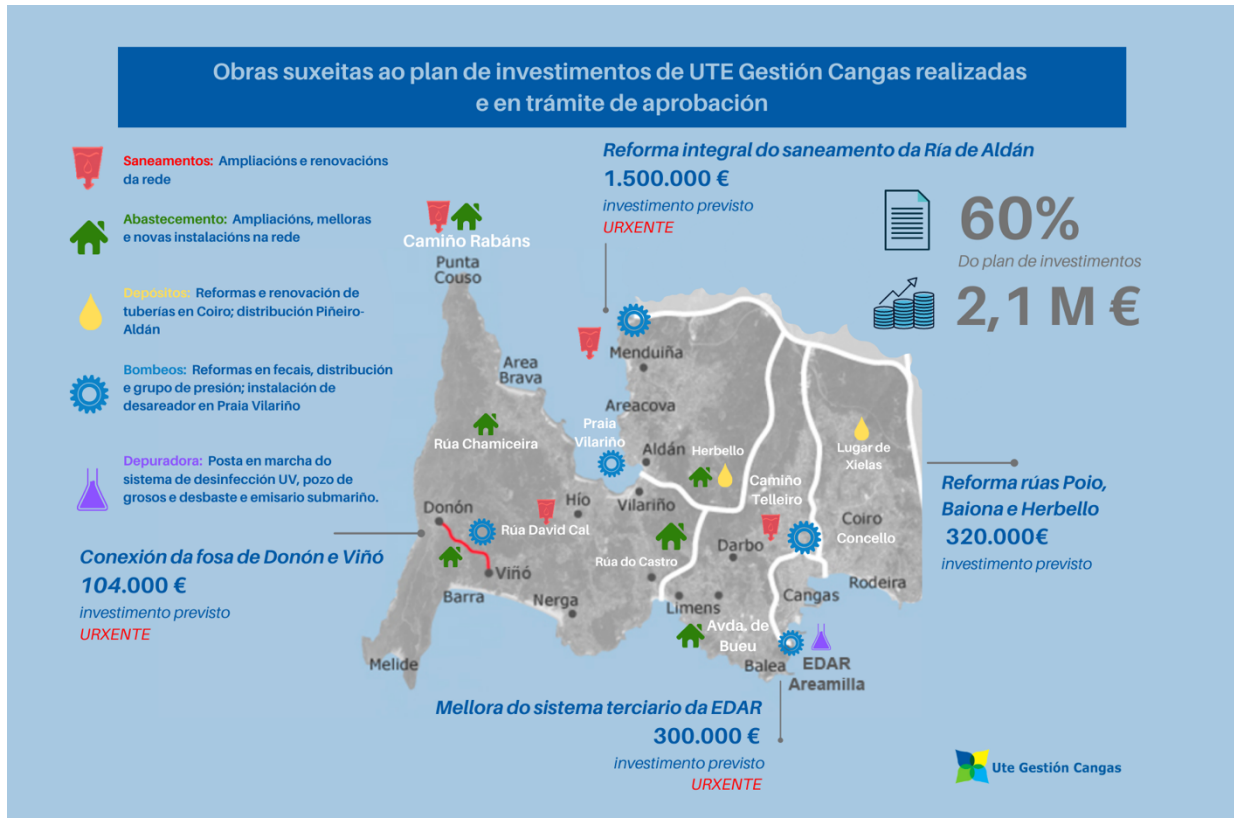 Obras suxeitas ao plan de investimentos de UTE Gestión Cangas realizadas
e en trámite de aprobación
Saneamentos: Ampliacións e renovacións
da rede
Abastecemento: Ampliacións, melloras
e novas instalacións na rede
Depósitos: Reformas e renovación de
tuberías en Coiro; distribución Piñeiro-
Aldán
Bombeos: Reformas en fecais, distribución
e grupo de presión; instalación de
desareador en Praia Vilariño
Depuradora: Posta en marcha do
sistema de desinfección UV, pozo de
grosos e desbaste e emisario submariño.
Reforma integral do saneamento da Ría de Aldán
1.500.000 €
investimento previsto
URXENTE
60%
Do plan de investimentos
2,1 M €
Camiño Rabáns
Punta
Couso
Menduiña
Area
Brava
Areacova
Praia
Vilariño
Rúa Chamiceira
Aldán
Herbello
Lugar de
Xielas
Camiño
Telleiro
Hío
Vilariño
Donón
Rúa David Cal
Coiro
Concello
Darbo
Rúa do Castro
Viñó
Rodeira
Barra
Nerga
Limens
Cangas
Avda. de
Bueu
Melide
Balea
EDAR
Areamilla
Reforma rúas Poio,
Baiona e Herbello
320.000€
investimento previsto
Conexión da fosa de Donón e Viñó
104.000 €
investimento previsto
URXENTE
Mellora do sistema terciario da EDAR
300.000 €
investimento previsto
URXENTE
Ute Gestión Cangas